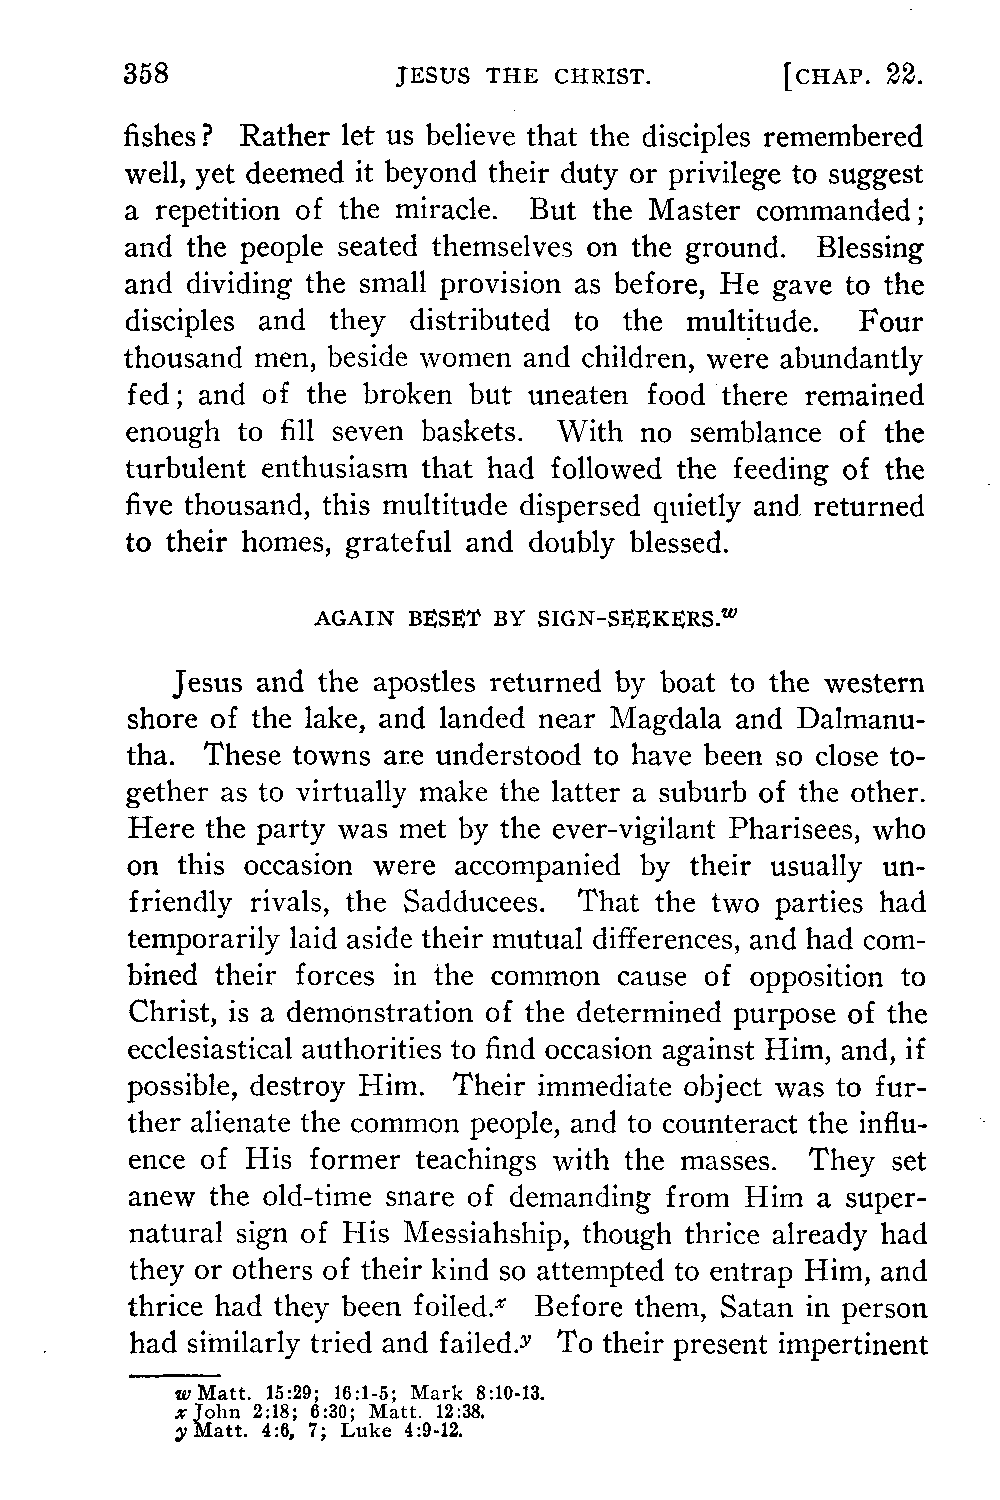 358 JESUS THE CHRIST. [CHAP. 22.
fishes? Rather let us believe that the disciples remembered
well, yet deemed it beyond their duty or privilege to suggest
a repetition of the miracle. But the Master commanded;
and the people seated themselves on the ground. Blessing
and dividing the small provision as before, He gave to the
disciples and they distributed to the multitude. Four
thousand men, beside women and children, were abundantly
fed; and of the broken but uneaten food there remained
enough to fill seven baskets. With no semblance of the
turbulent enthusiasm that had followed the feeding of the
five thousand, this multitude dispersed quietly and returned
to their homes, grateful and doubly blessed.
AGAIN BESET BY SIGN-SEEKERS.w
Jesus and the apostles returned by boat to the western
shore of the lake, and landed near Magdala and Dalmanu-
tha. These towns are understood to have been so close to-
gether as to virtually make the latter a suburb of the other.
Here the party was met by the ever-vigilant Pharisees, who
on this occasion were accompanied by their usually un-
friendly rivals, the Sadducees. That the two parties had
temporarily laid aside their mutual differences, and had com-
bined their forces in the common cause of opposition to
Christ, is a demonstration of the determined purpose of the
ecclesiastical authorities to find occasion against Him, and, if
possible, destroy Him. Their immediate object was to fur-
ther alienate the common people, and to counteract the influ-
ence of His former teachings with the masses. They set
anew the old-time snare of demanding from Him a super-
natural sign of His Messiahship, though thrice already had
they or others of their kind so attempted to entrap Him, and
thrice had they been foiled.x Before them, Satan in person
had similarly tried and failed.y To their present impertinent
w Matt. 15:29; 16:1-5; Mark 8:10-13.
x John 2:18; 6:30; Matt. 12:38.
y Matt. 4:6, 7; Luke 4:9-12.